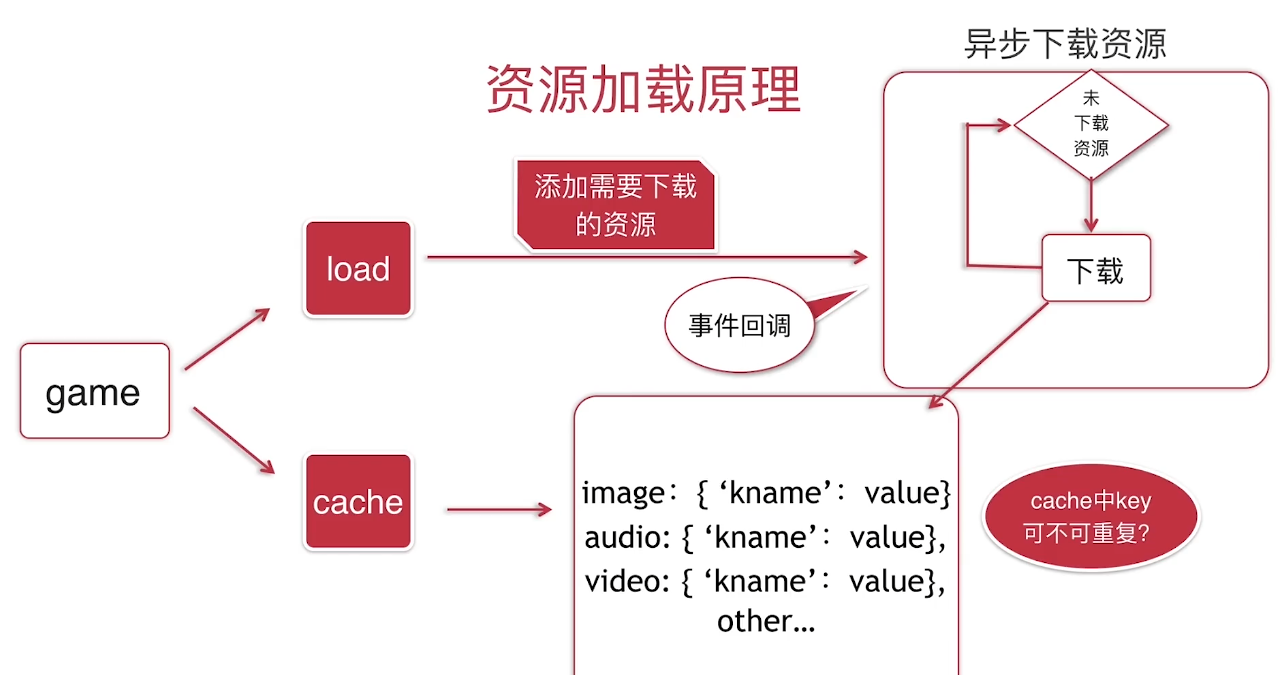 异步下载资源
资源加载原理
未
下载
资源
添加需要下载
的资源
load
下载
事件回调
game
cache
image：{ ‘kname’：value}
audio: { ‘kname’：value},
video: { ‘kname’：value},
other...
cache中key
可不可重复？